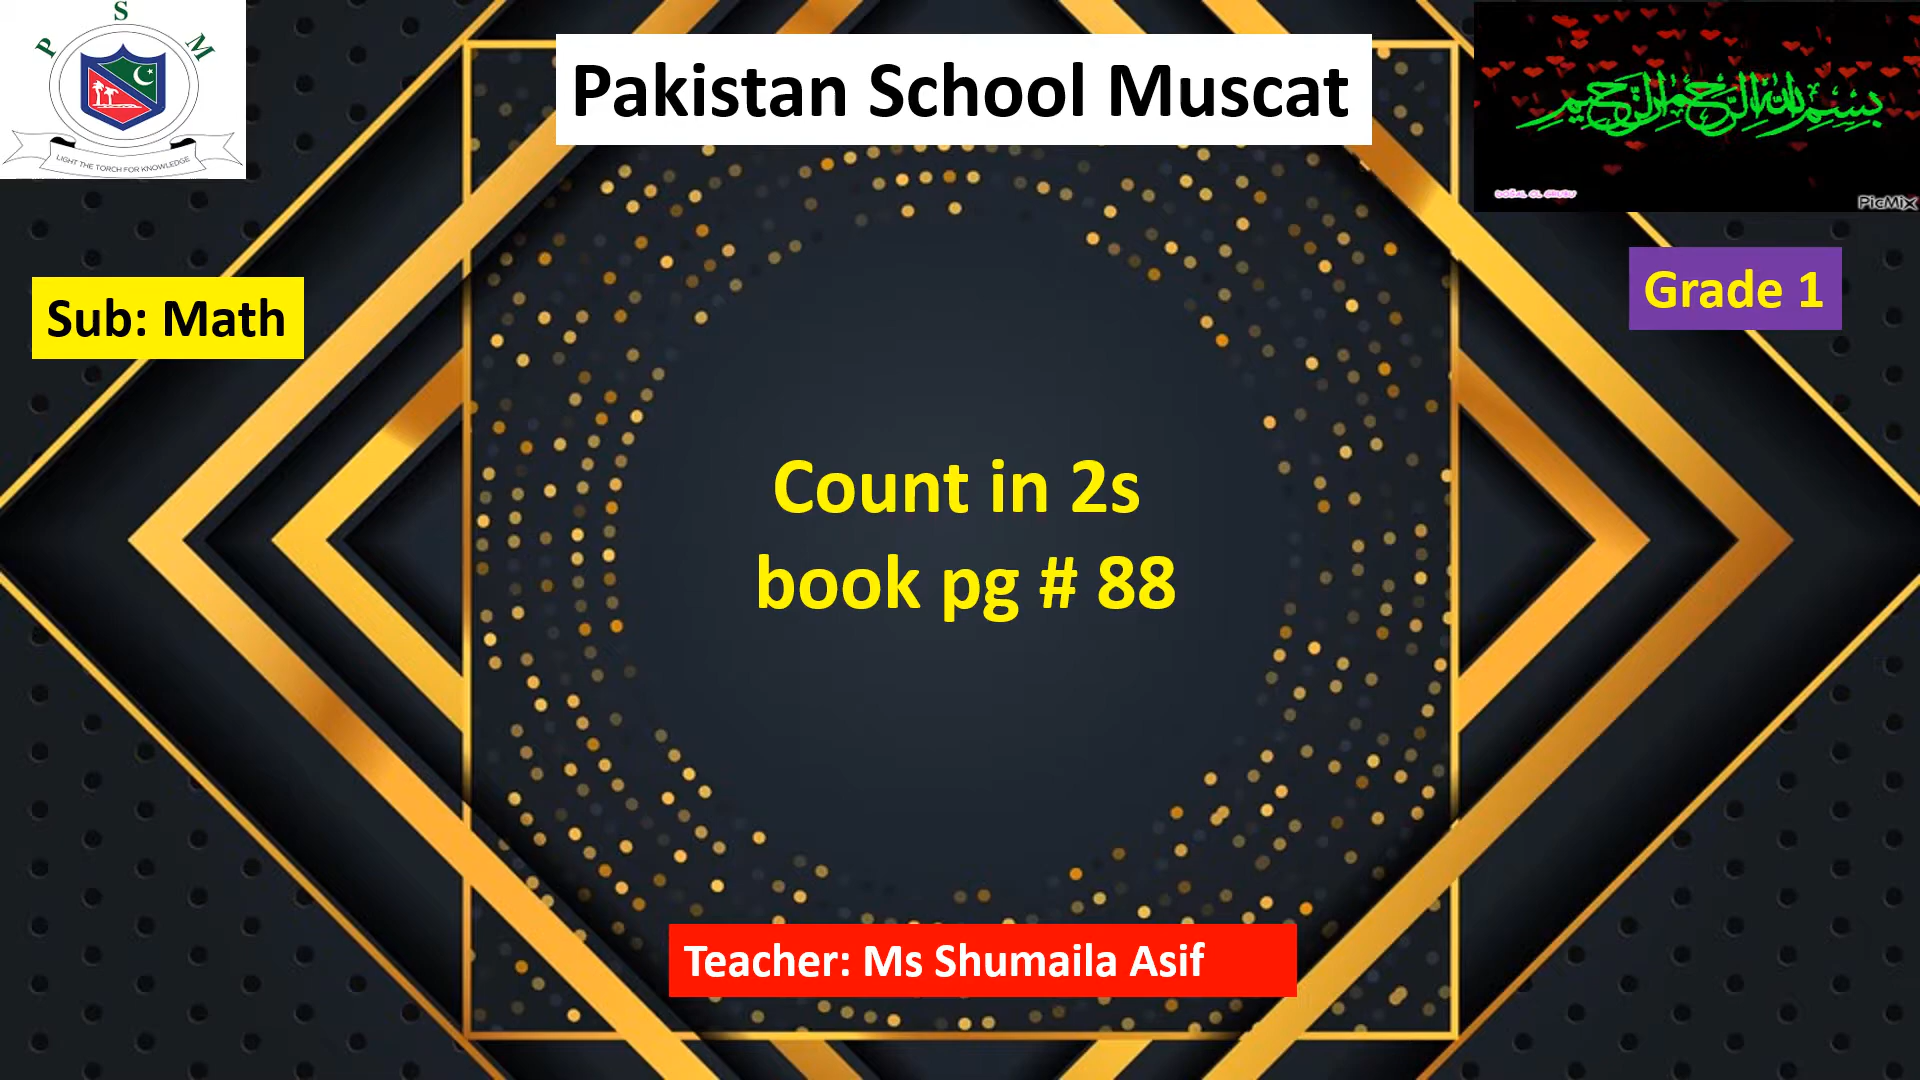 P S M
LIGHT THE TORCH FOR KNOWLEDGE
Pakistan School Muscat
بسم الله الرحمن الرحيم
PicMix
Sub: Math
Grade 1
Count in 2s
book pg # 88
Teacher: Ms Shumaila Asif